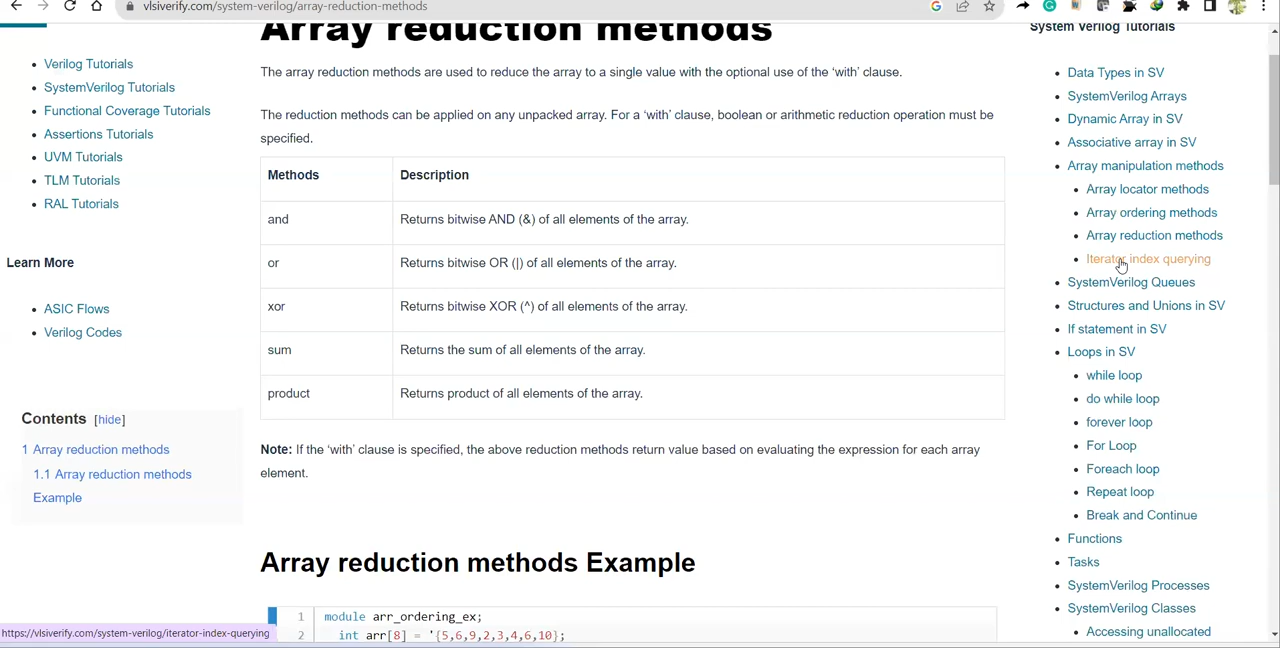 vlsiverify.com/system-verilog/array-reduction-methods
Array reduction methods
The array reduction methods are used to reduce the array to a single value with the optional use of the ‘with’ clause.
The reduction methods can be applied on any unpacked array. For a ‘with’ clause, boolean or arithmetic reduction operation must be
specified.
Methods Description
and Returns bitwise AND (&) of all elements of the array.
or Returns bitwise OR (|) of all elements of the array.
xor Returns bitwise XOR (^) of all elements of the array.
sum Returns the sum of all elements of the array.
product Returns product of all elements of the array.
Note: If the ‘with’ clause is specified, the above reduction methods return value based on evaluating the expression for each array
element.
Array reduction methods Example
1 module arr_ordering_ex;
2 int arr[8] = '{5,6,9,2,3,4,6,10};
Verilog Tutorials
SystemVerilog Tutorials
Functional Coverage Tutorials
Assertions Tutorials
UVM Tutorials
TLM Tutorials
RAL Tutorials
Learn More
ASIC Flows
Verilog Codes
Contents [hide]
1 Array reduction methods
1.1 Array reduction methods
Example
https://vlsiverify.com/system-verilog/iterator-index-querying
System Verilog Tutorials
Data Types in SV
SystemVerilog Arrays
Dynamic Array in SV
Associative array in SV
Array manipulation methods
Array locator methods
Array ordering methods
Array reduction methods
Iterator index querying
SystemVerilog Queues
Structures and Unions in SV
If statement in SV
Loops in SV
while loop
do while loop
forever loop
For Loop
Foreach loop
Repeat loop
Break and Continue
Functions
Tasks
SystemVerilog Processes
SystemVerilog Classes
Accessing unallocated